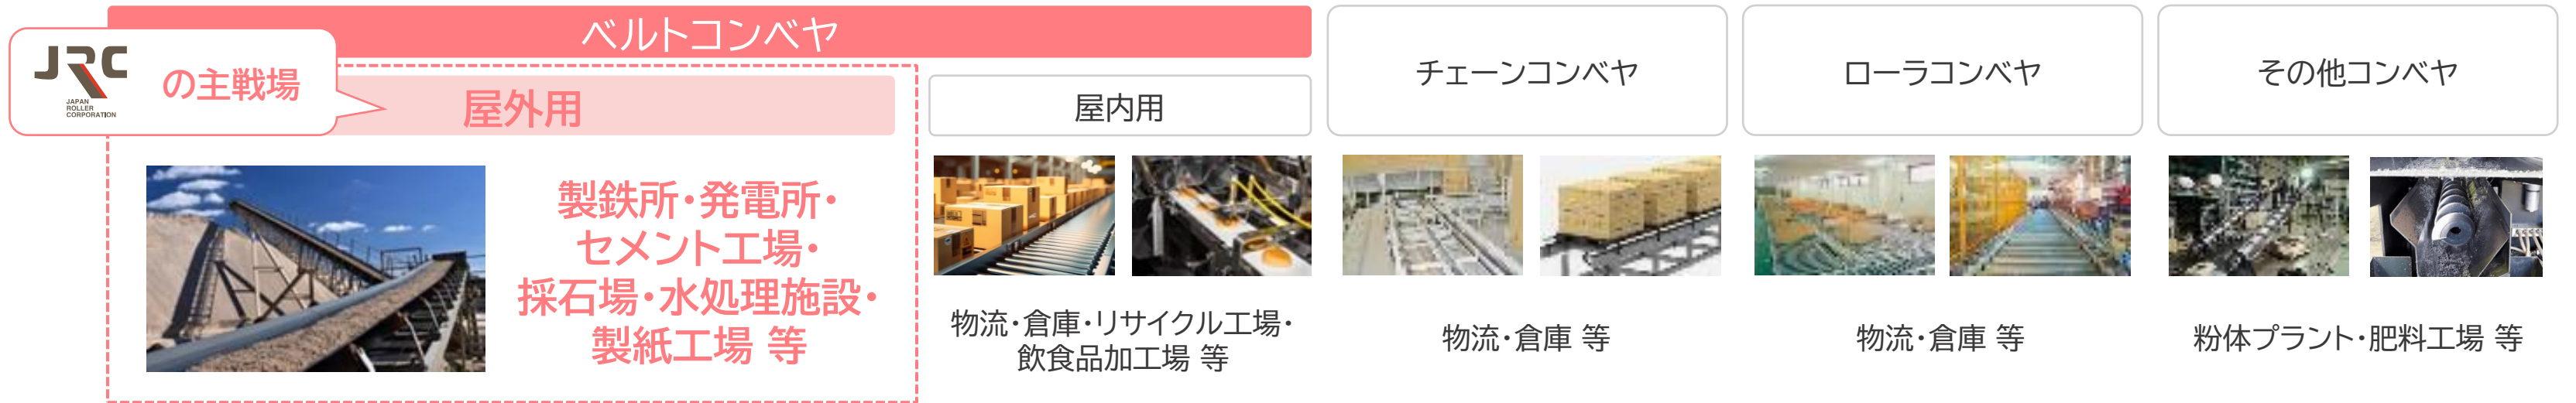 ベルトコンベヤ
JRC
JAPAN
ROLLER
CORPORATION
の主戦場
屋外用
製鉄所・発電所・
セメント工場・
採石場・水処理施設・
製紙工場 等
屋内用
物流・倉庫・リサイクル工場・
飲食品加工場 等
チェーンコンベヤ
物流・倉庫 等
ローラコンベヤ
物流・倉庫 等
その他コンベヤ
粉体プラント・肥料工場 等